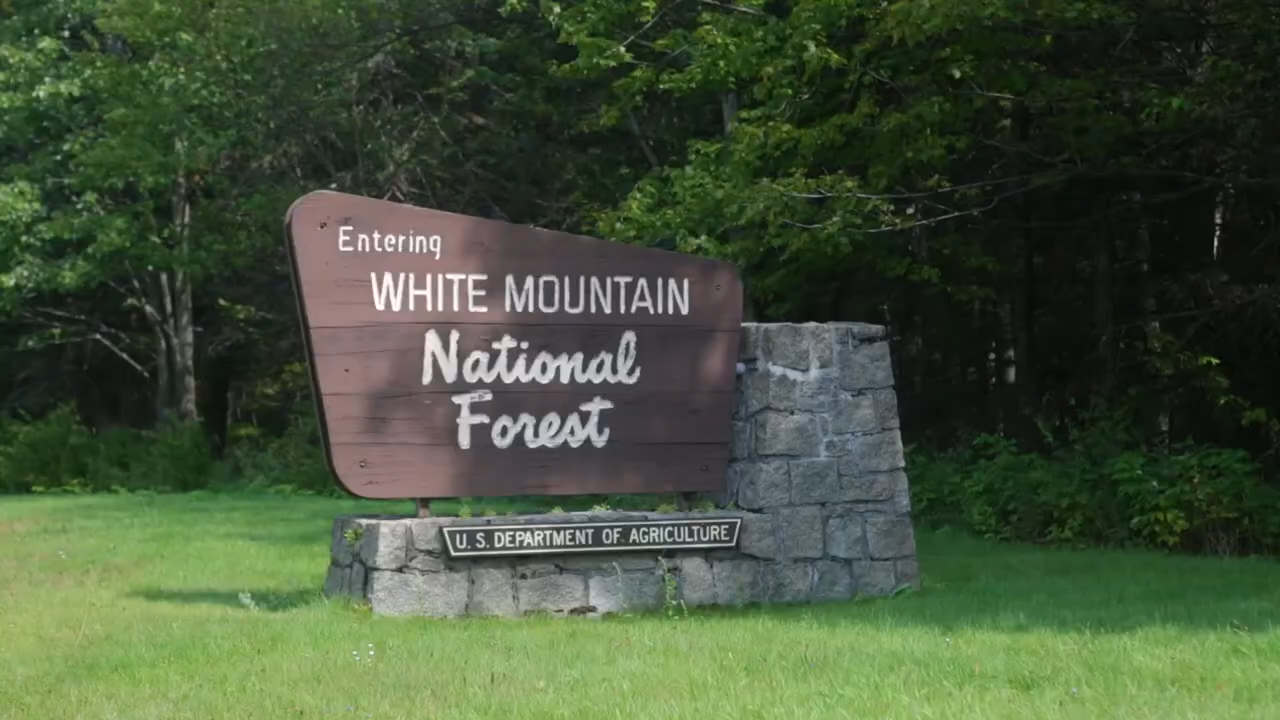 Entering
WHITE MOUNTAIN
National
Forest
U. S. DEPARTMENT OF AGRICULTURE